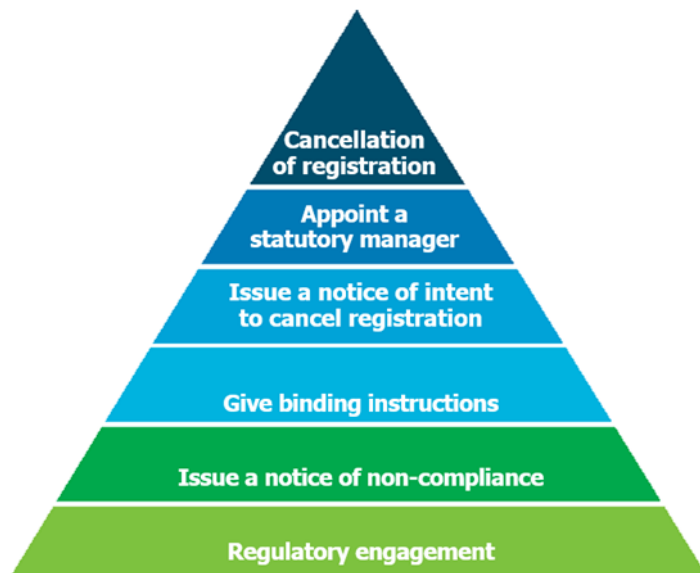 Cancellation
of registration
Appoint a
statutory manager
Issue a notice of intent
to cancel registration
Give binding instructions
Issue a notice of non-compliance
Regulatory engagement